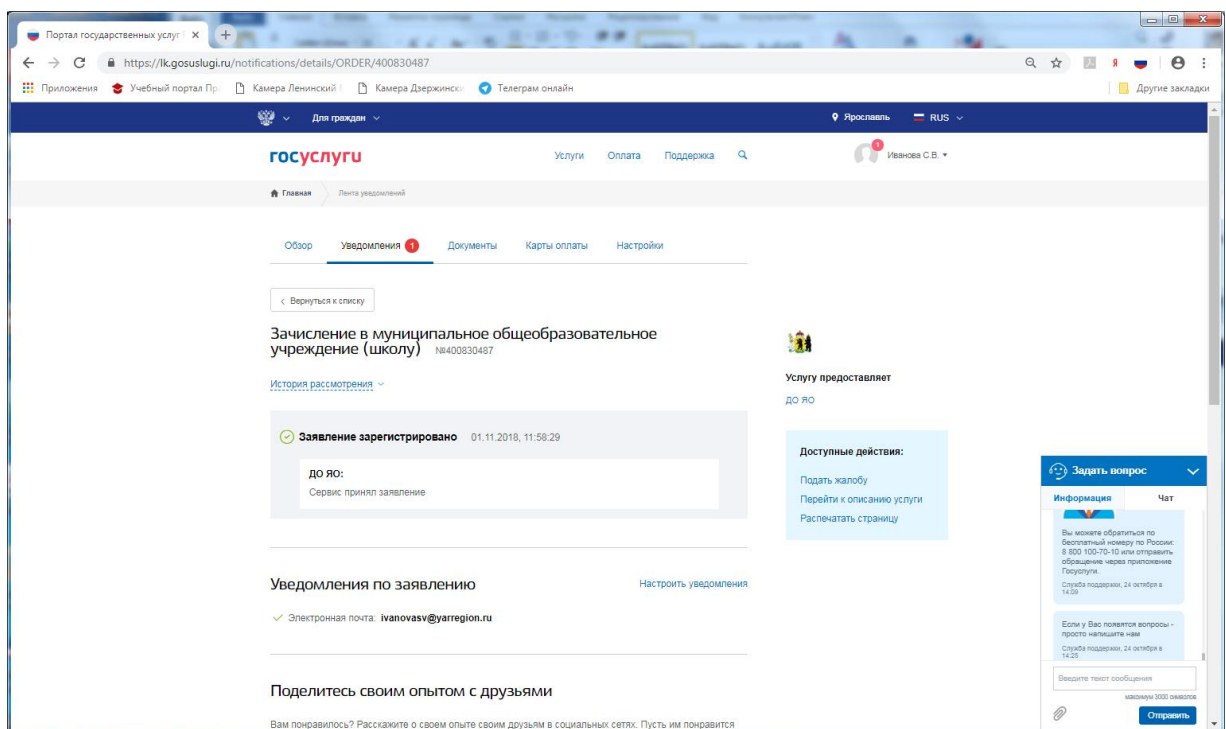 Портал государственных услуг
https://lk.gosuslugi.ru/notifications/details/ORDER/400830487
Приложения
Учебный портал Пр
Камера Ленинский
Камера Дзержински
Телеграм онлайн
Другие закладки
Для граждан
Ярославль
RUS
госуслуги
Услуги Оплата Поддержка
1
Иванова С.В.
Главная
Лента уведомлений
Обзор Уведомления 1 Документы Карты оплаты Настройки
Вернуться к списку
Зачисление в муниципальное общеобразовательное
учреждение (школу) №400830487
История рассмотрения
Заявление зарегистрировано 01.11.2018, 11:58:29
ДО ЯО:
Сервис принял заявление
Уведомления по заявлению
Настроить уведомления
Электронная почта: ivanovasv@yarregion.ru
Поделитесь своим опытом с друзьями
Вам понравилось? Расскажите о своем опыте своим друзьям в социальных сетях. Пусть им понравится
Услугу предоставляет
ДО ЯО
Доступные действия:
Подать жалобу
Перейти к описанию услуги
Распечатать страницу
Задать вопрос
Информация Чат
Вы можете обратиться по
бесплатный номеру по России:
8 800 100-70-10 или отправить
обращение через приложение
Госуслуги.
Служба поддержки, 24 октября в
14:09
Если у Вас появятся вопросы -
просто напишите нам
Служба поддержки, 24 октября в
14:25
Введите текст сообщения
максимум 3000 символов
Отправить